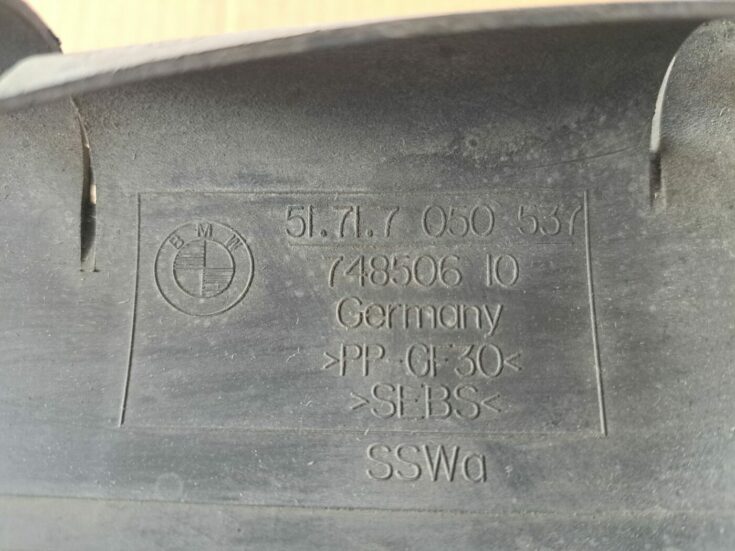 BMW
51.71.7 050 537
748506 10
Germany
>PP-GF30<
>SEBS<
SSWa